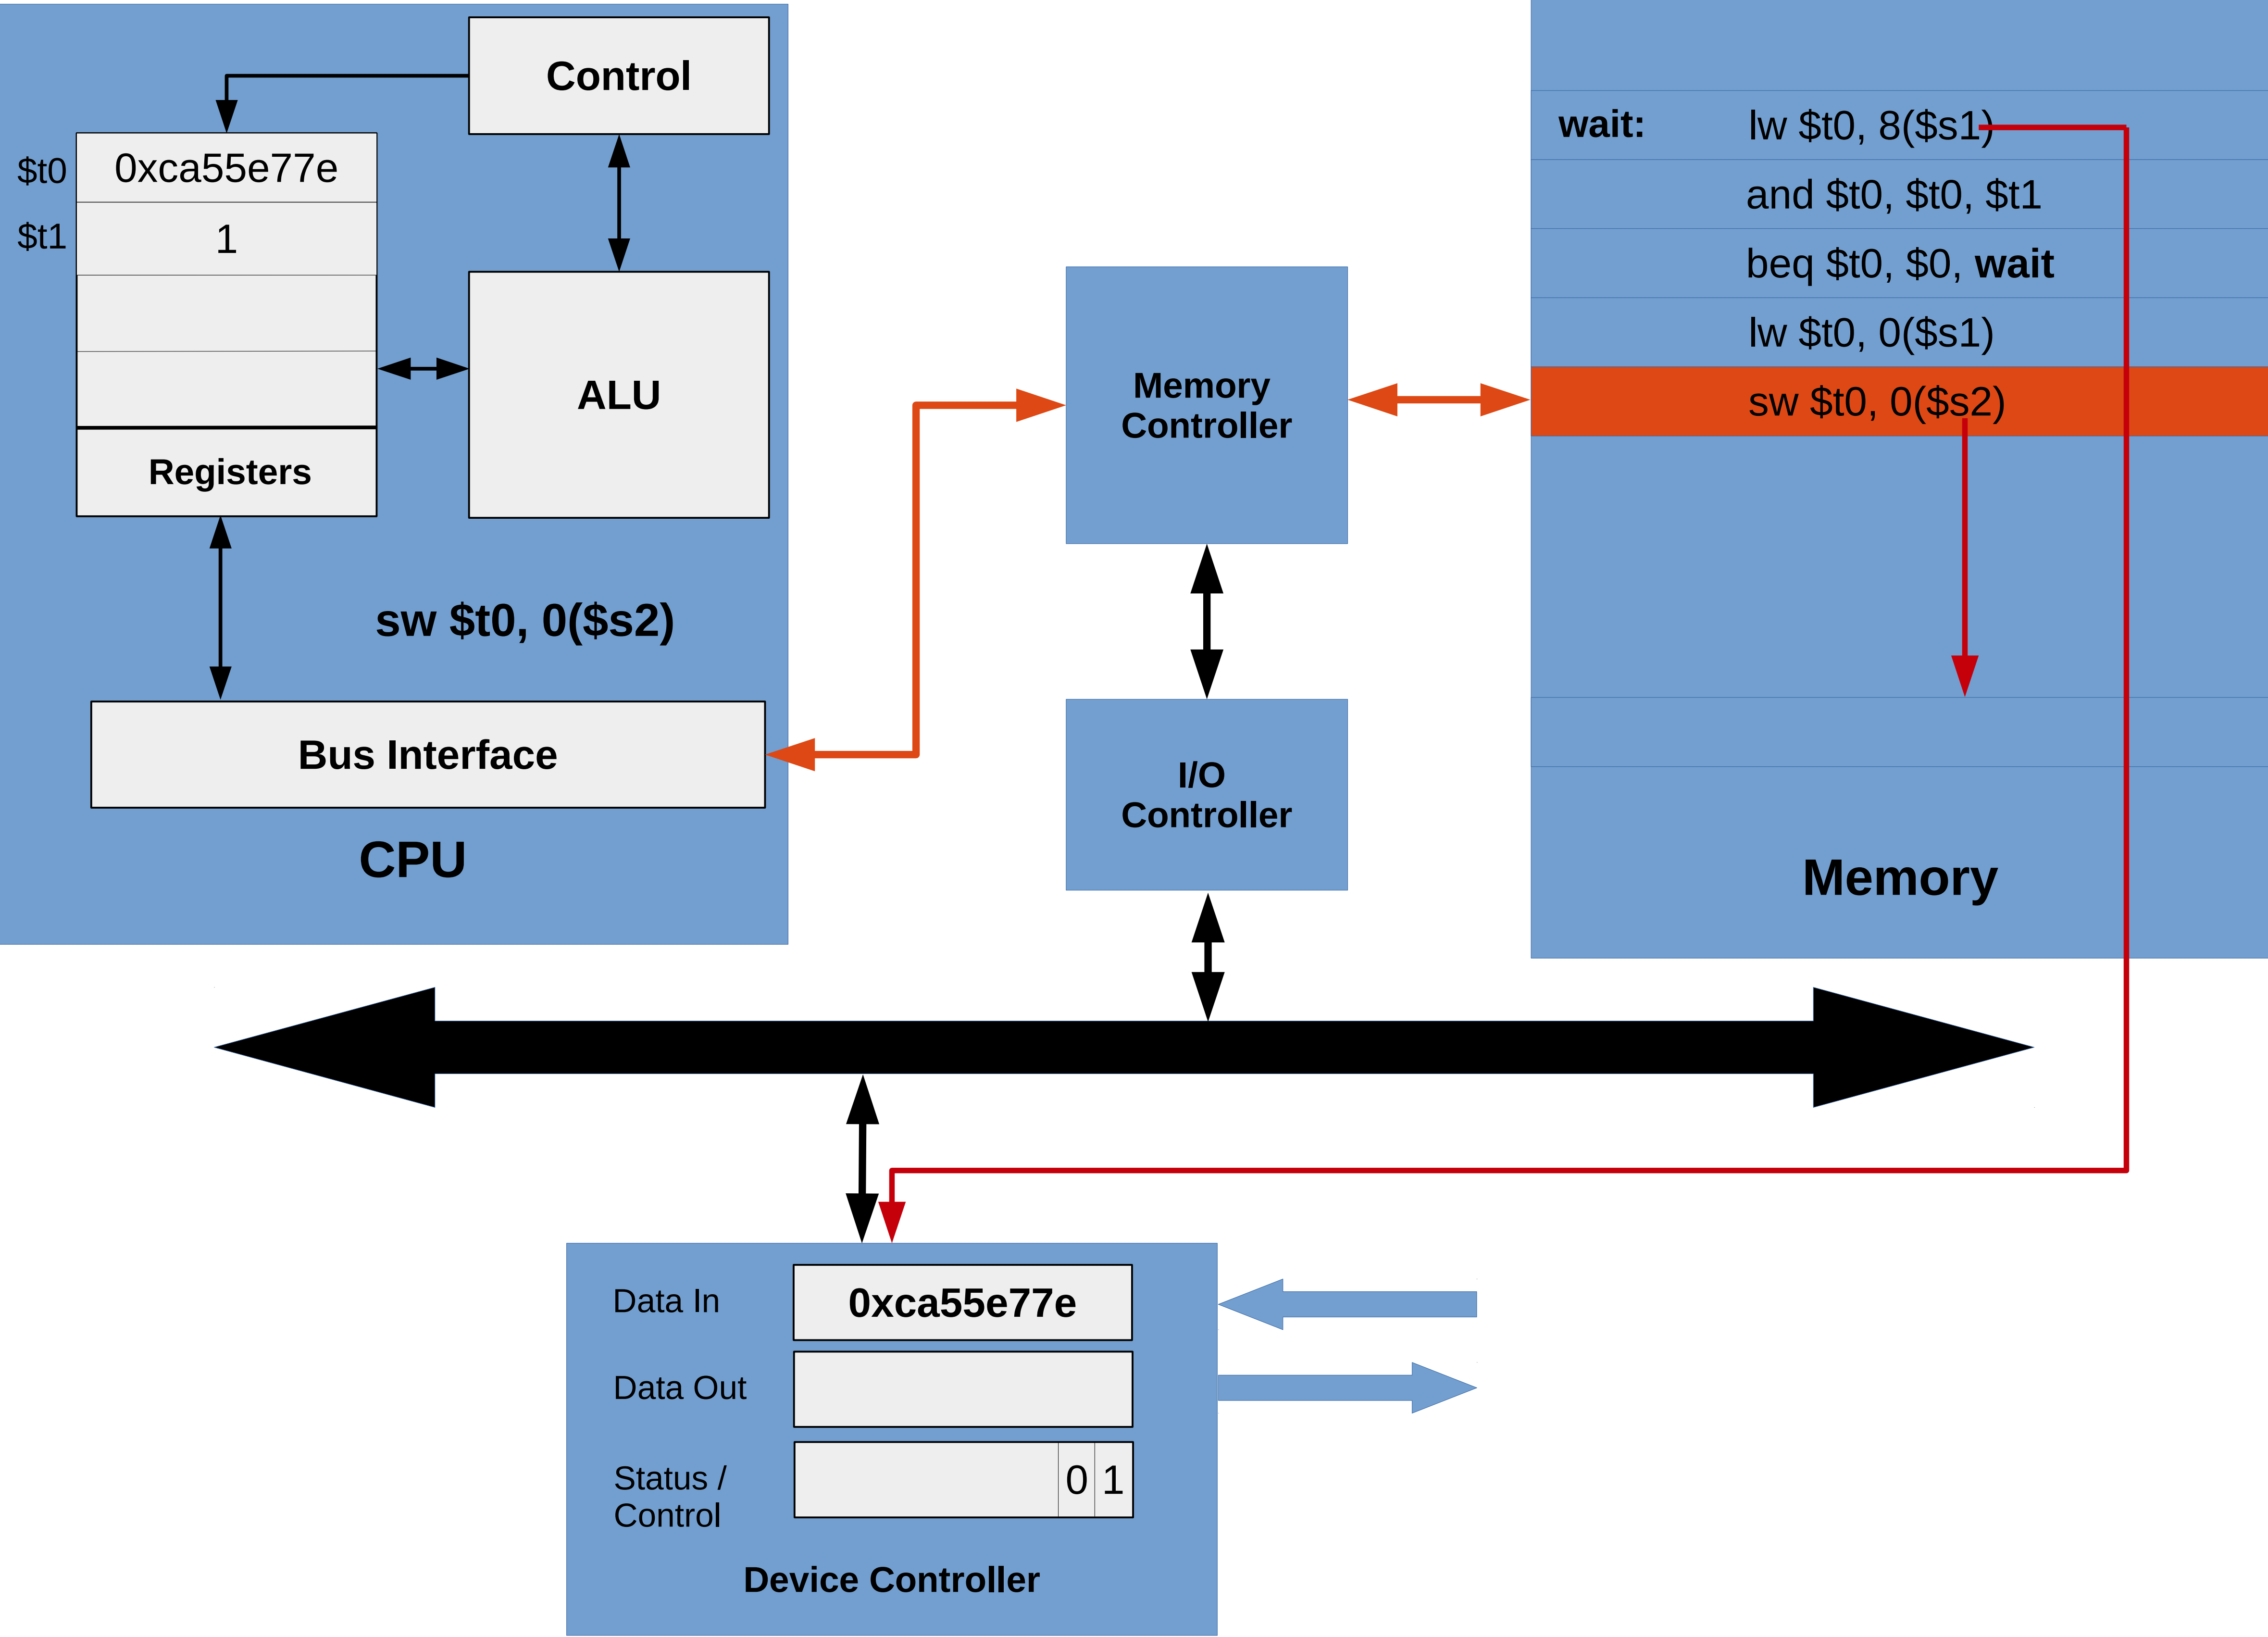 Control
$t0
0xca55e77e
$t1
1
ALU
Registers
sw $t0, 0($s2)
Bus Interface
CPU
Memory
Controller
I/O
Controller
wait: lw $t0, 8($s1)
and $t0, $t0, $t1
beq $t0, $0, wait
lw $t0, 0($s1)
sw $t0, 0($s2)
Memory
Data In
0xca55e77e
Data Out
Status /
Control
0 1
Device Controller